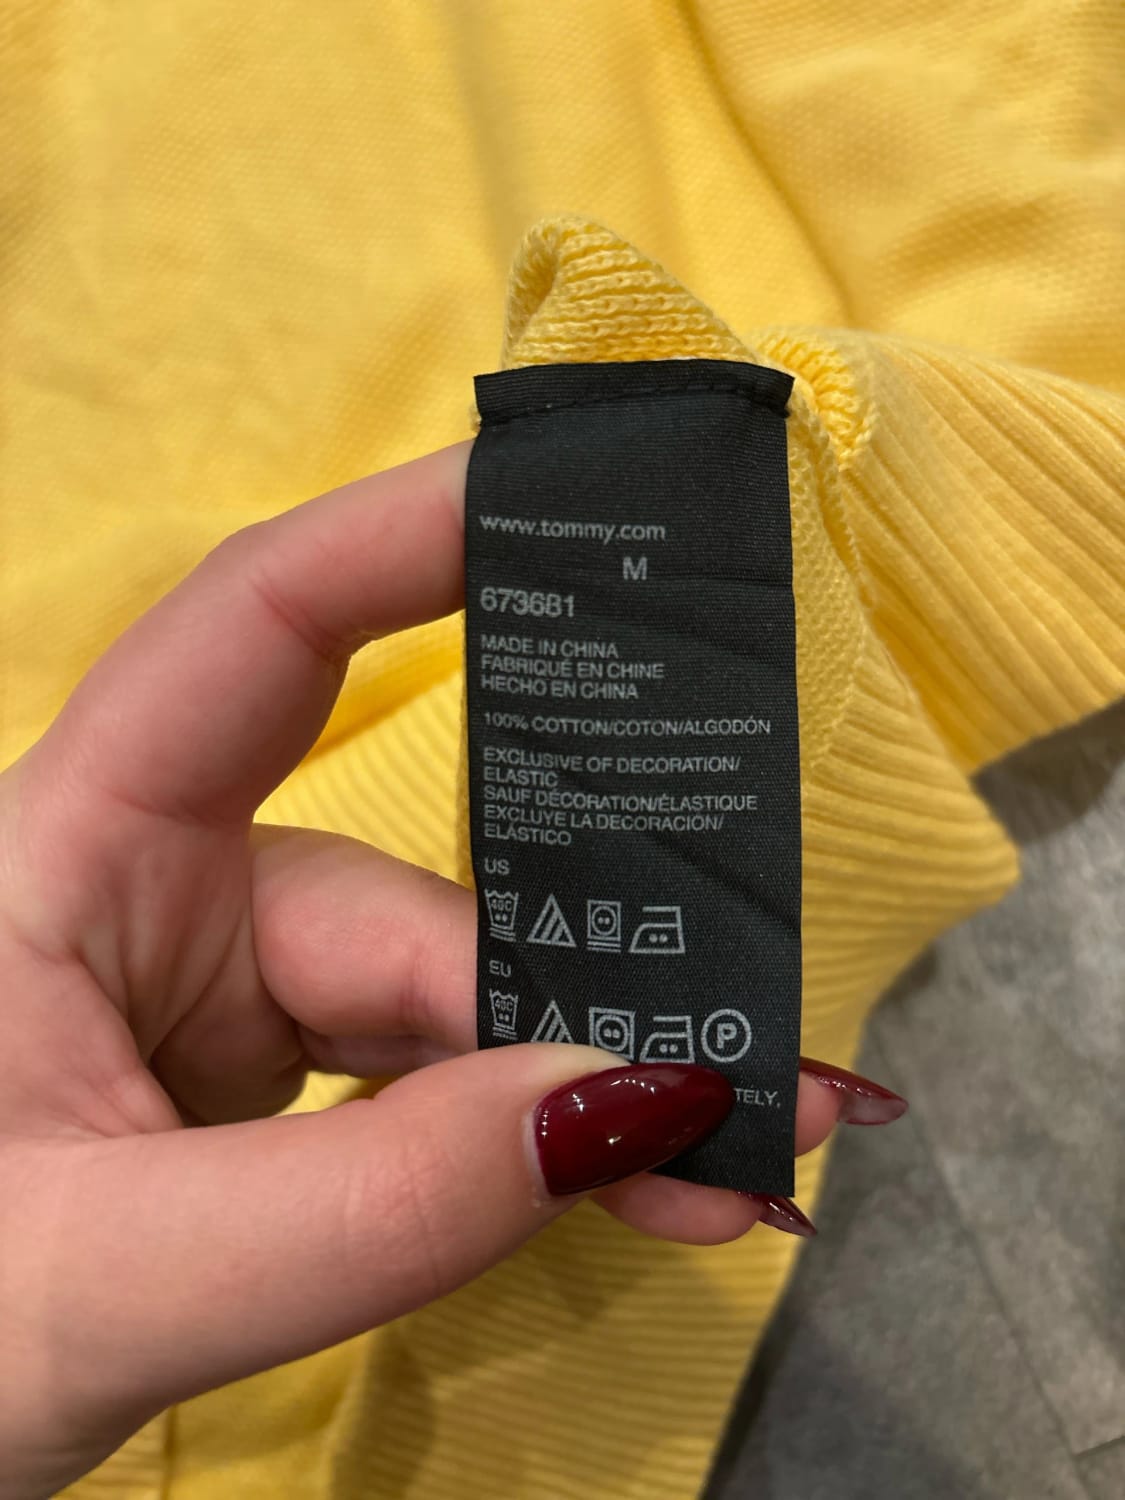 www.tommy.com
M
673681
MADE IN CHINA
FABRIQUÉ EN CHINE
HECHO EN CHINA
100% COTTON/COTON/ALGODÓN
EXCLUSIVE OF DECORATION/
ELASTIC
SAUF DÉCORATION/ÉLASTIQUE
EXCLUYE LA DECORACIÓN/
ELÁSTICO
US
40C
EU
40C
P
TELY,